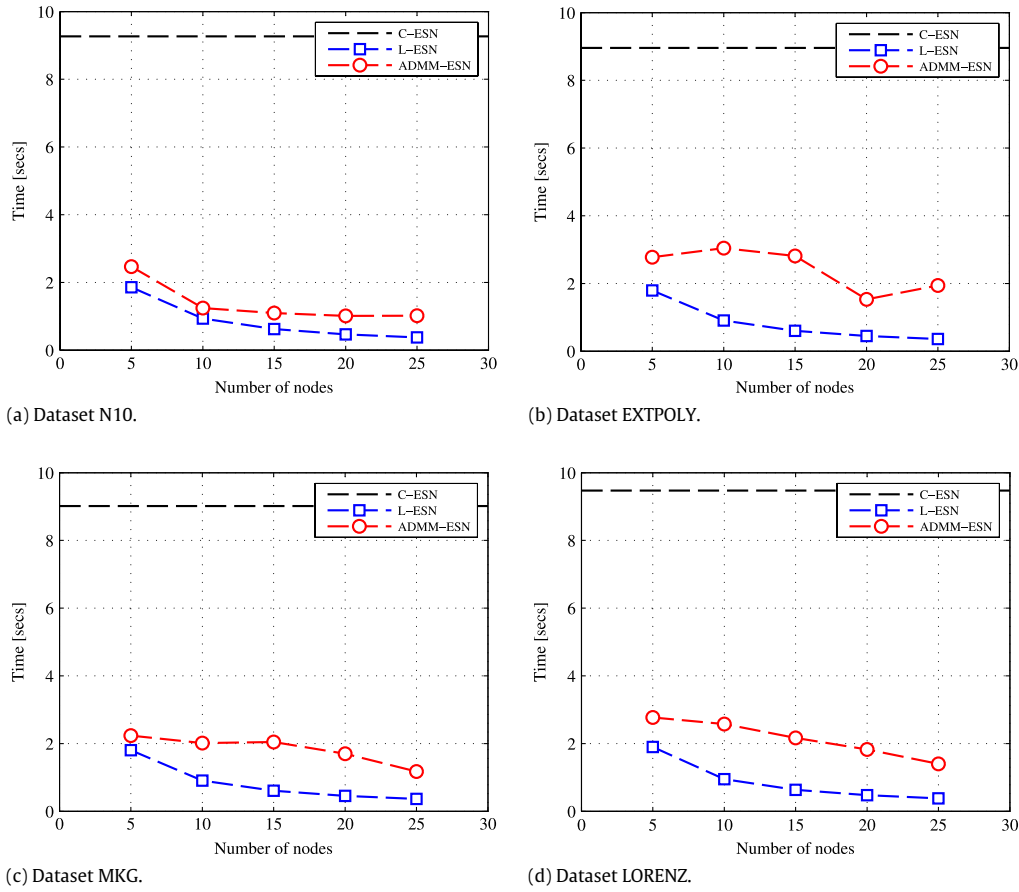 10
8
6
4
2
0
Time [secs]
C−ESN
L−ESN
ADMM−ESN
0 5 10 15 20 25 30
Number of nodes
(a) Dataset N10.
10
8
6
4
2
0
Time [secs]
C−ESN
L−ESN
ADMM−ESN
0 5 10 15 20 25 30
Number of nodes
(b) Dataset EXTPOLY.
10
8
6
4
2
0
Time [secs]
C−ESN
L−ESN
ADMM−ESN
0 5 10 15 20 25 30
Number of nodes
(c) Dataset MKG.
10
8
6
4
2
0
Time [secs]
C−ESN
L−ESN
ADMM−ESN
0 5 10 15 20 25 30
Number of nodes
(d) Dataset LORENZ.